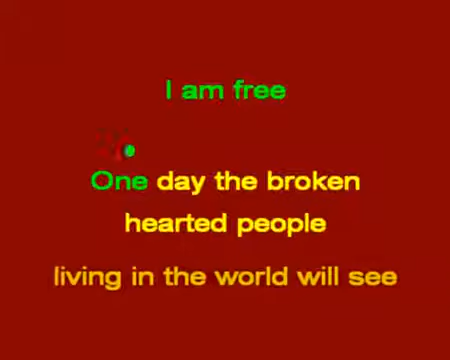 I am free
One day the broken
hearted people
living in the world will see